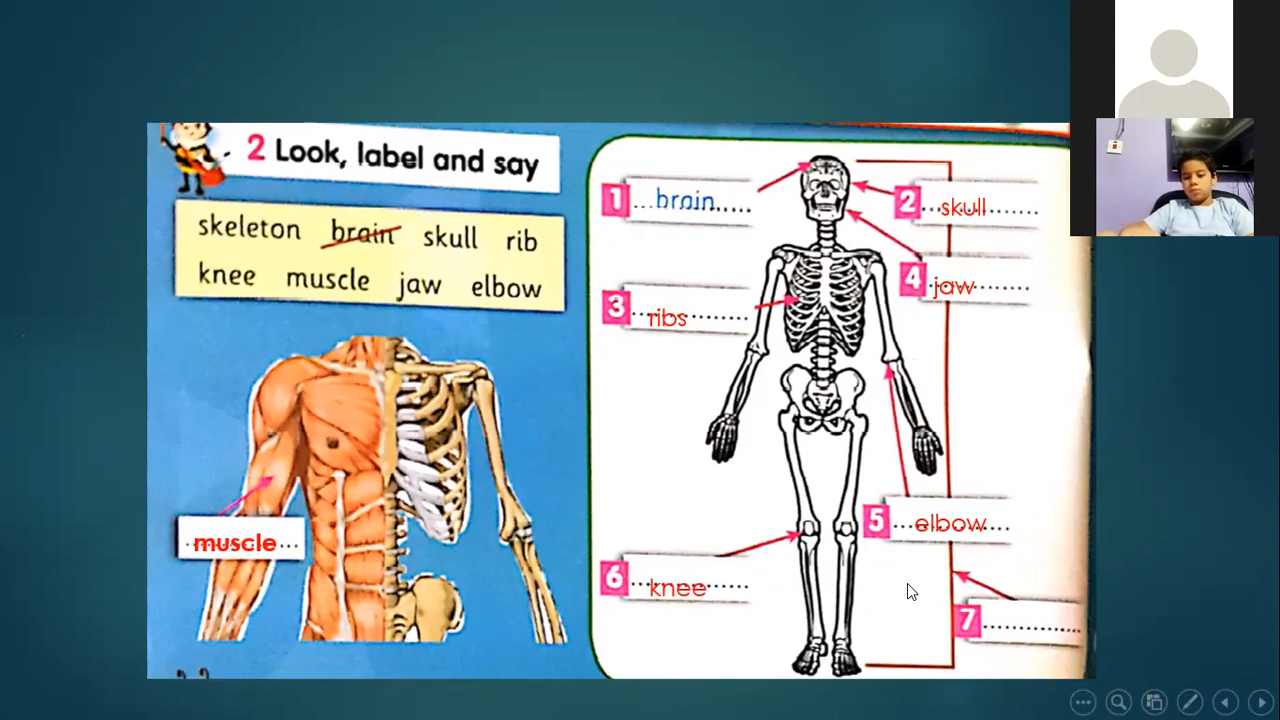 2 Look, label and say
skeleton brain skull rib
knee muscle jaw elbow
muscle
1 brain
2 skull
3 ribs
4 jaw
5 elbow
6 knee
7